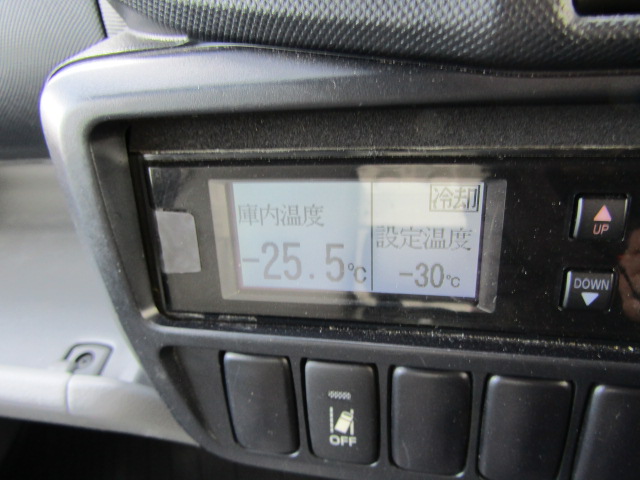 庫内温度
-25.5℃
冷却
設定温度
-30℃
UP
DOWN
OFF